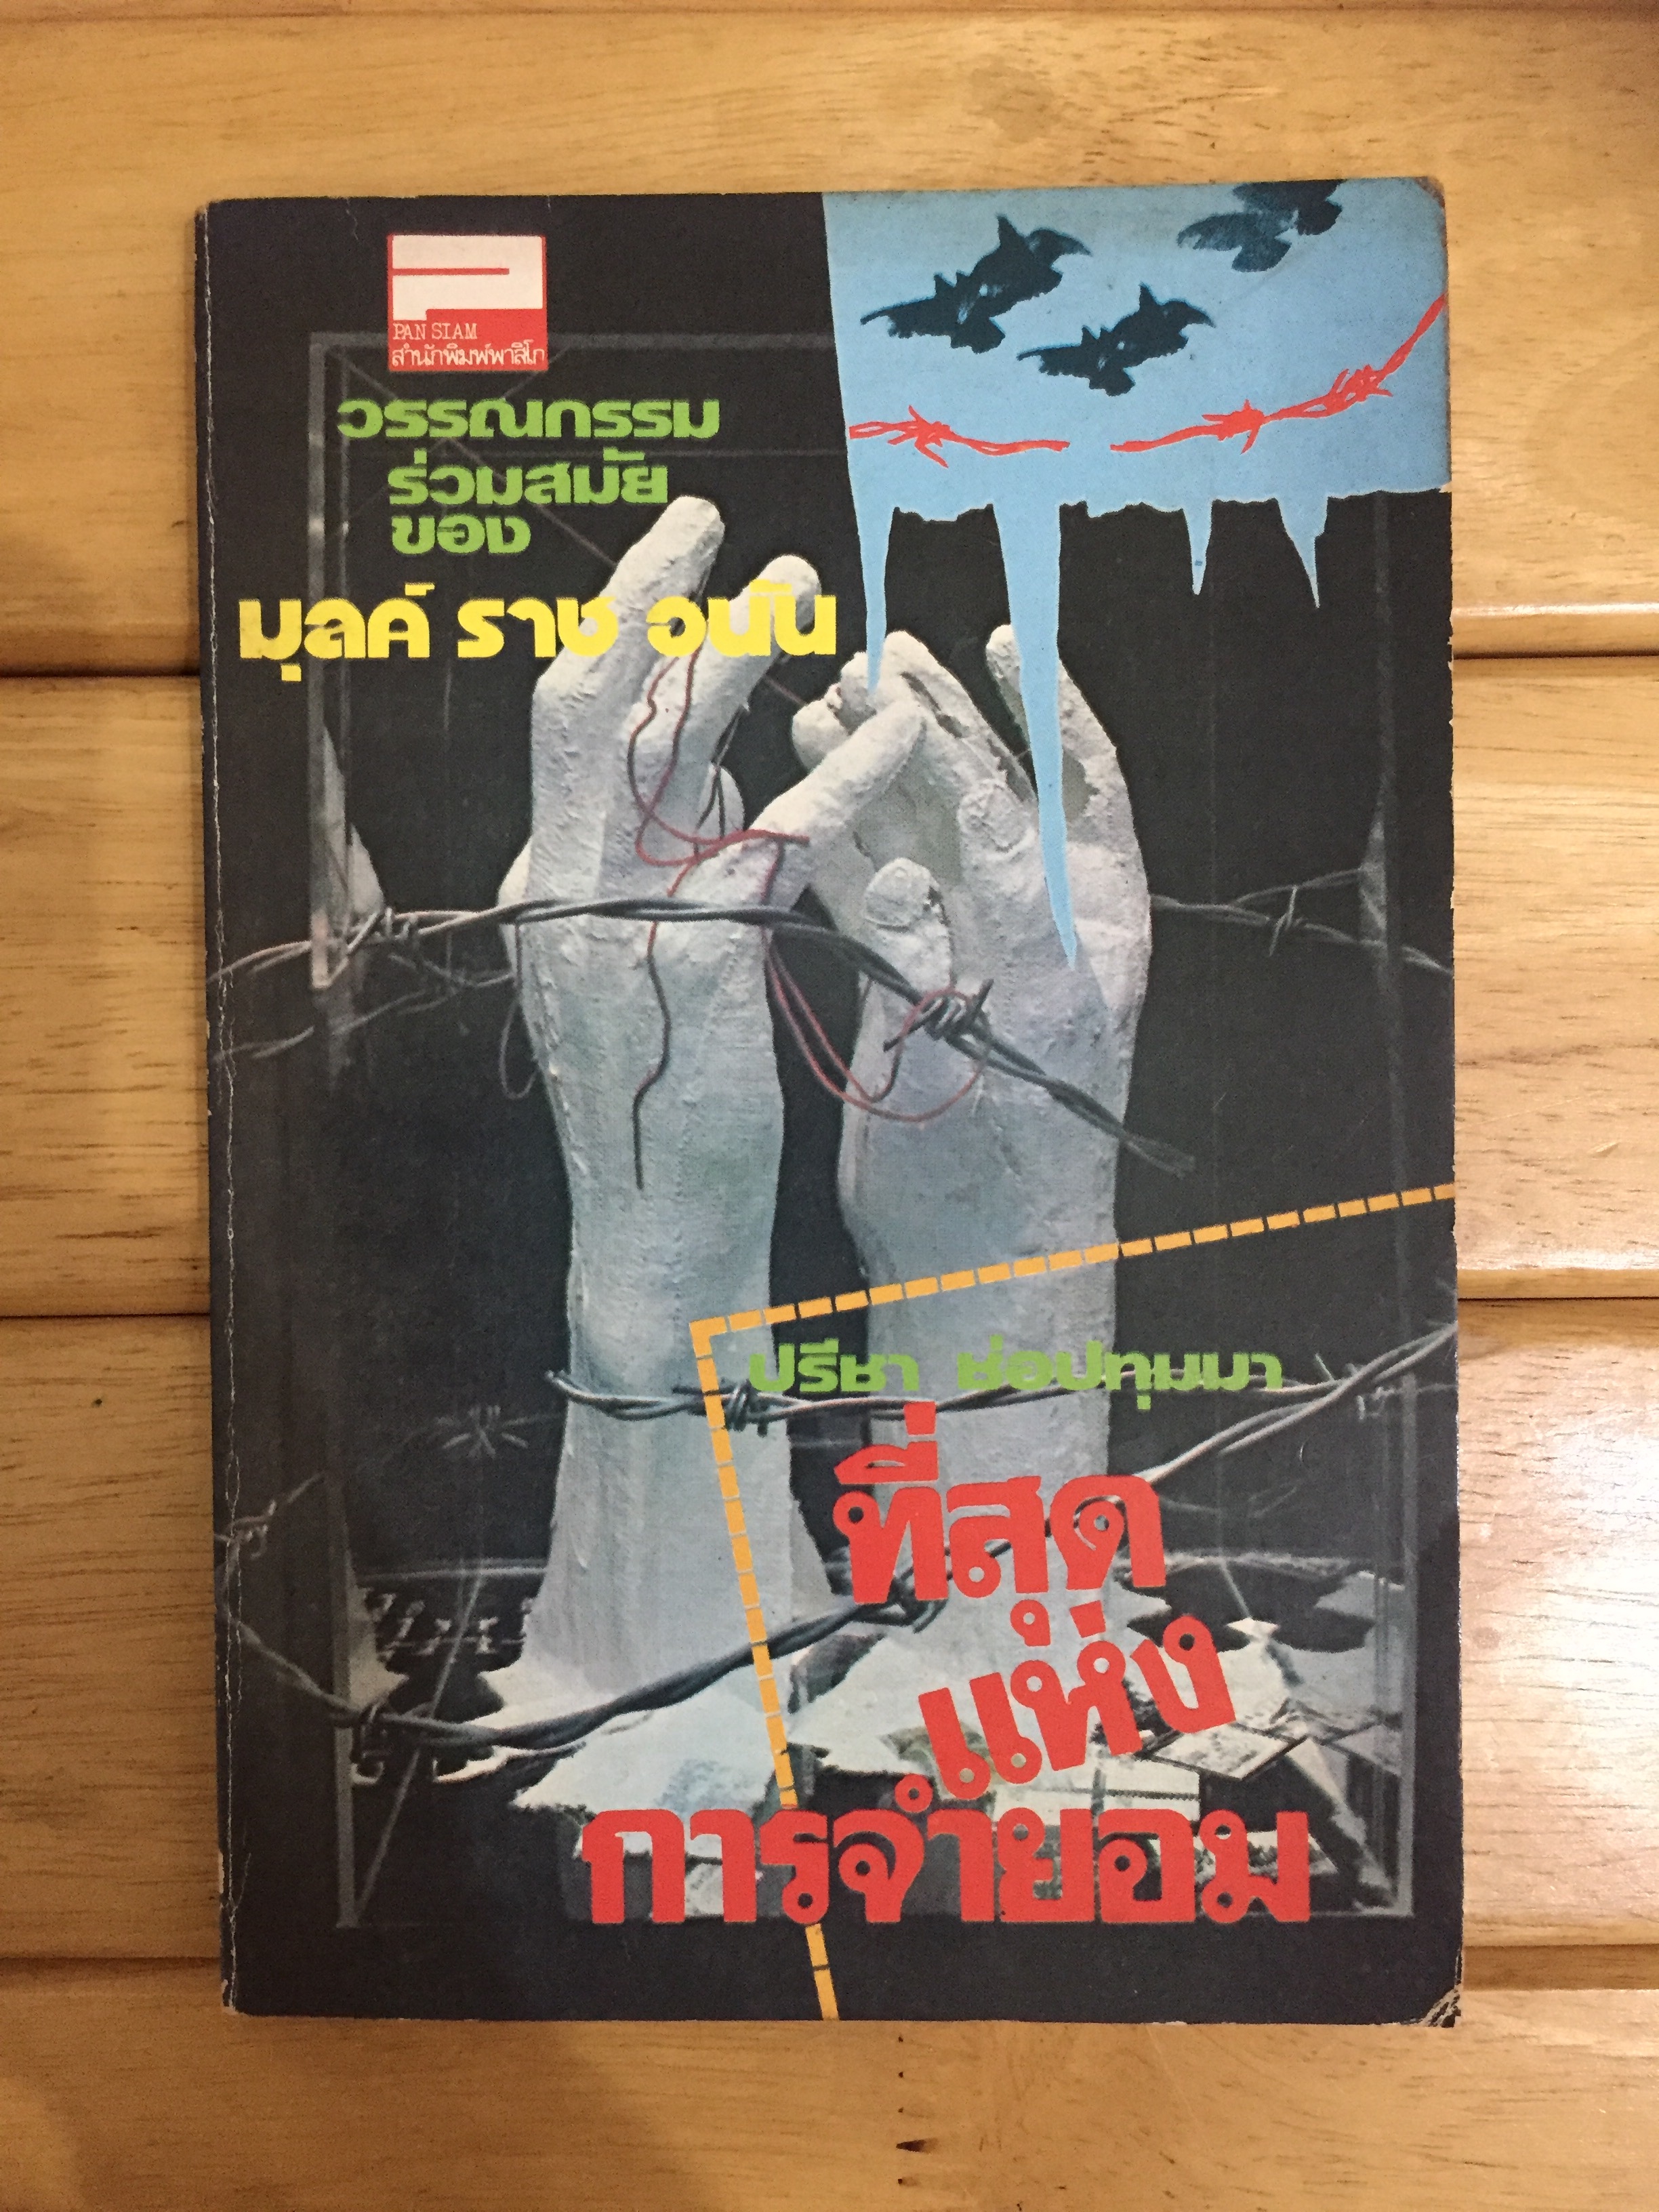 PAN SIAM
สำนักพิมพ์พาสิโก
วรรณกรรม
ร่วมสมัย
ของ
มุลค์ ราช อนันะ
ปรีชา ช่อปทุมมา
ที่สุด
แห่ง
การจำยอม